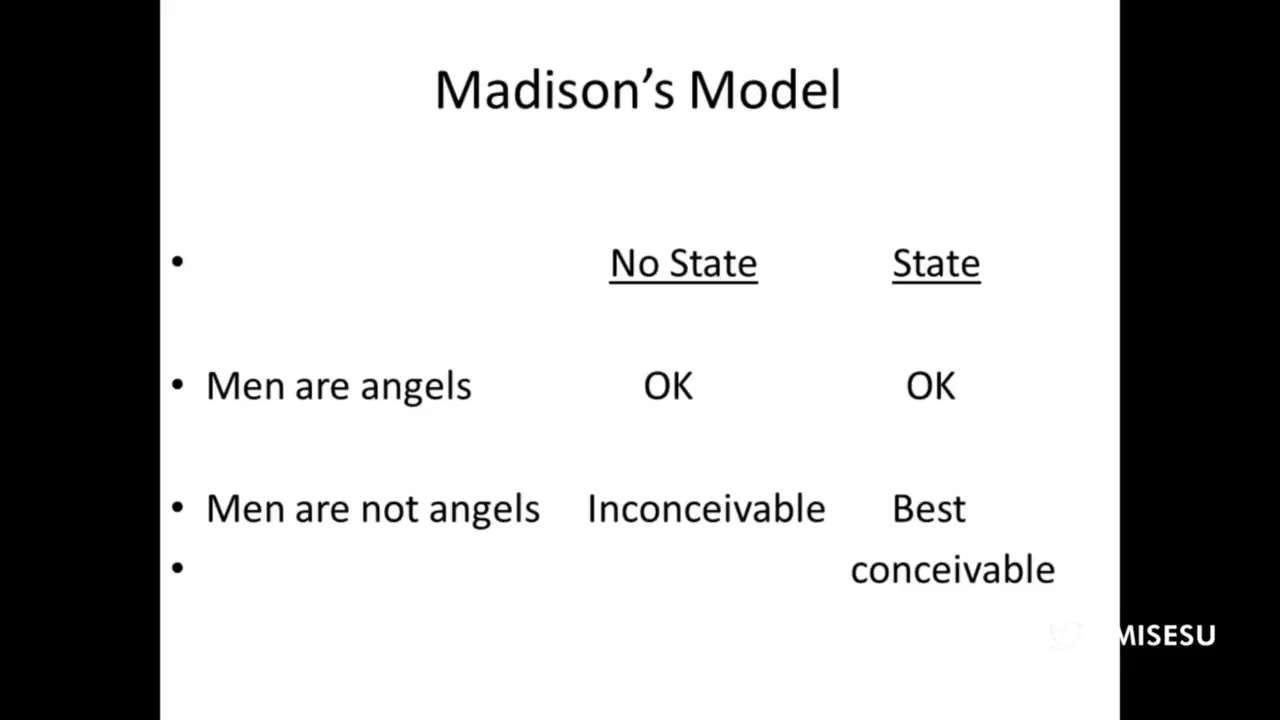 Madison's Model
• No State State
• Men are angels OK OK
• Men are not angels Inconceivable Best
• conceivable
MISESU